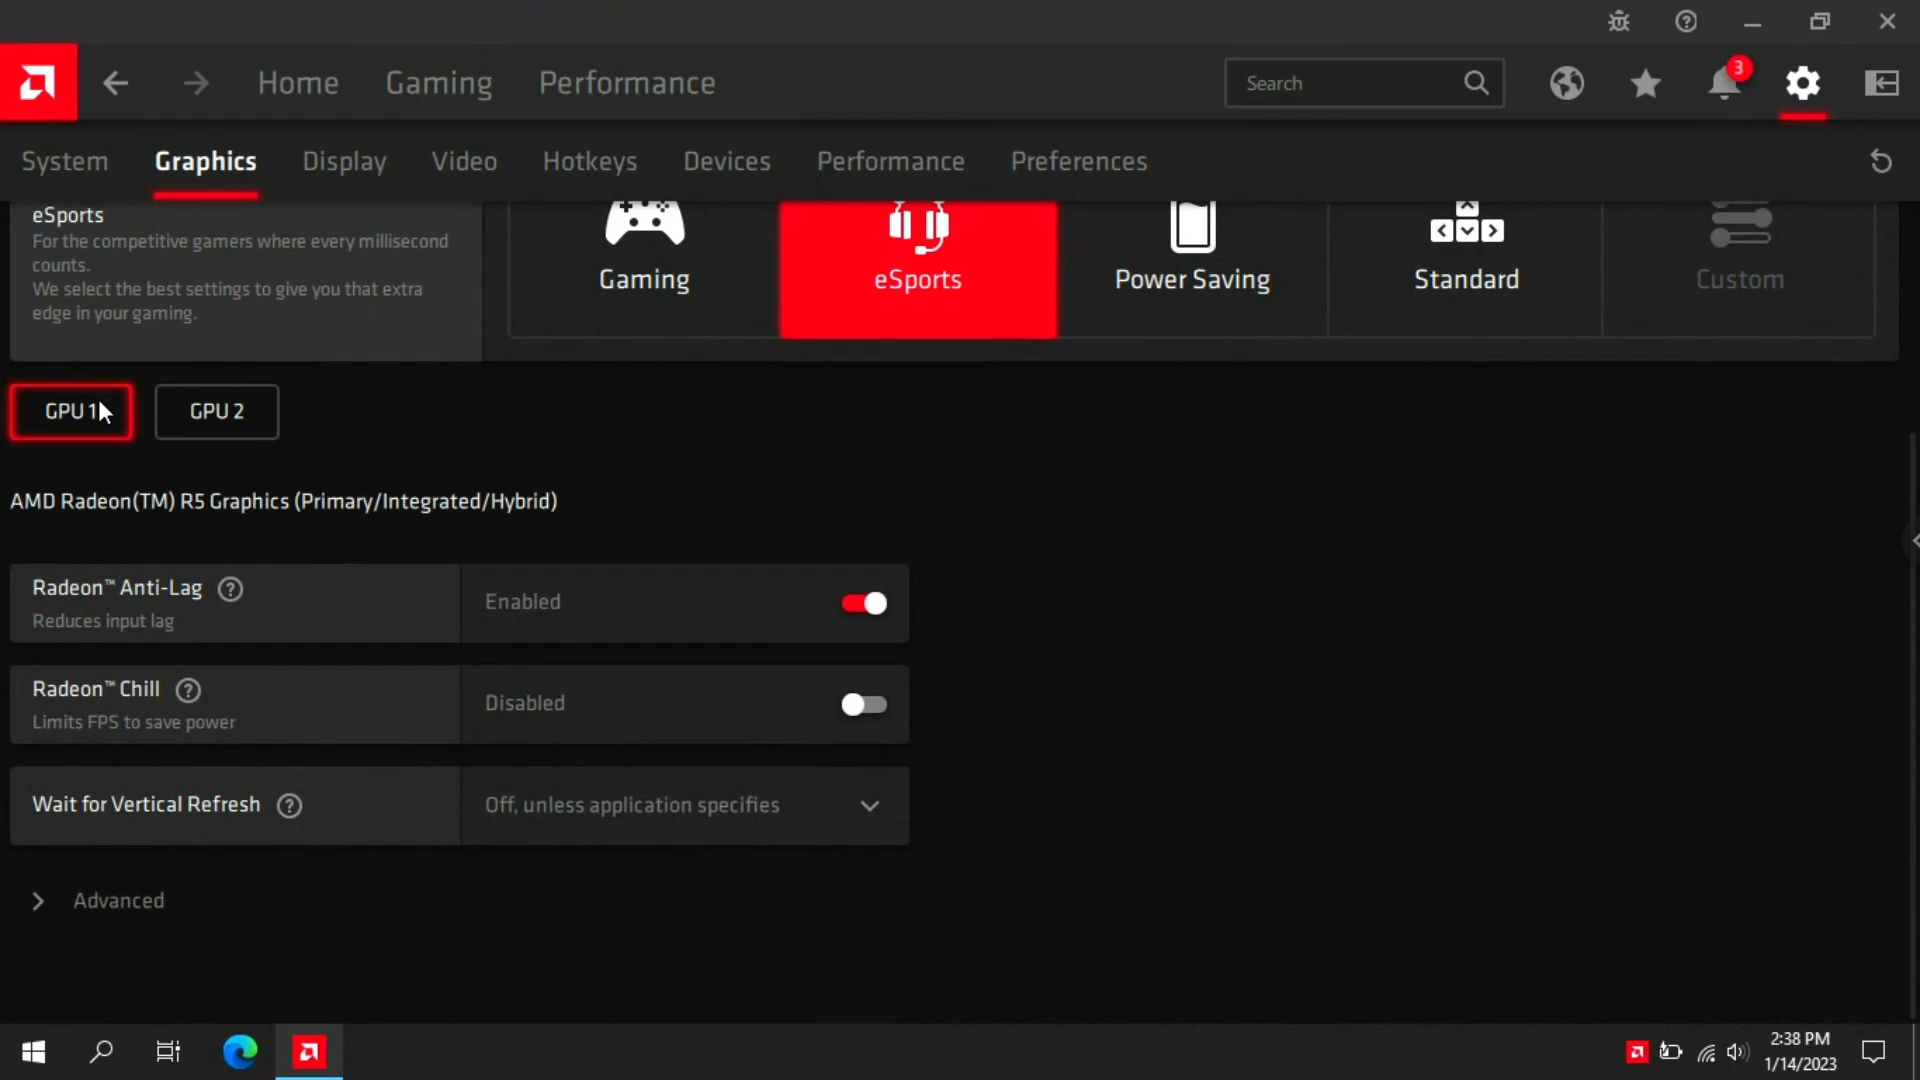 3
Home Gaming Performance Search
System Graphics Display Video Hotkeys Devices Performance Preferences
eSports
For the competitive gamers where every millisecond
counts.
We select the best settings to give you that extra
edge in your gaming.
Gaming eSports Power Saving Standard Custom
GPU 1 GPU 2
AMD Radeon(TM) R5 Graphics (Primary/Integrated/Hybrid)
Radeon™ Anti-Lag ? Enabled
Reduces input lag
Radeon™ Chill ? Disabled
Limits FPS to save power
Wait for Vertical Refresh ? Off, unless application specifies
Advanced
2:38 PM
1/14/2023